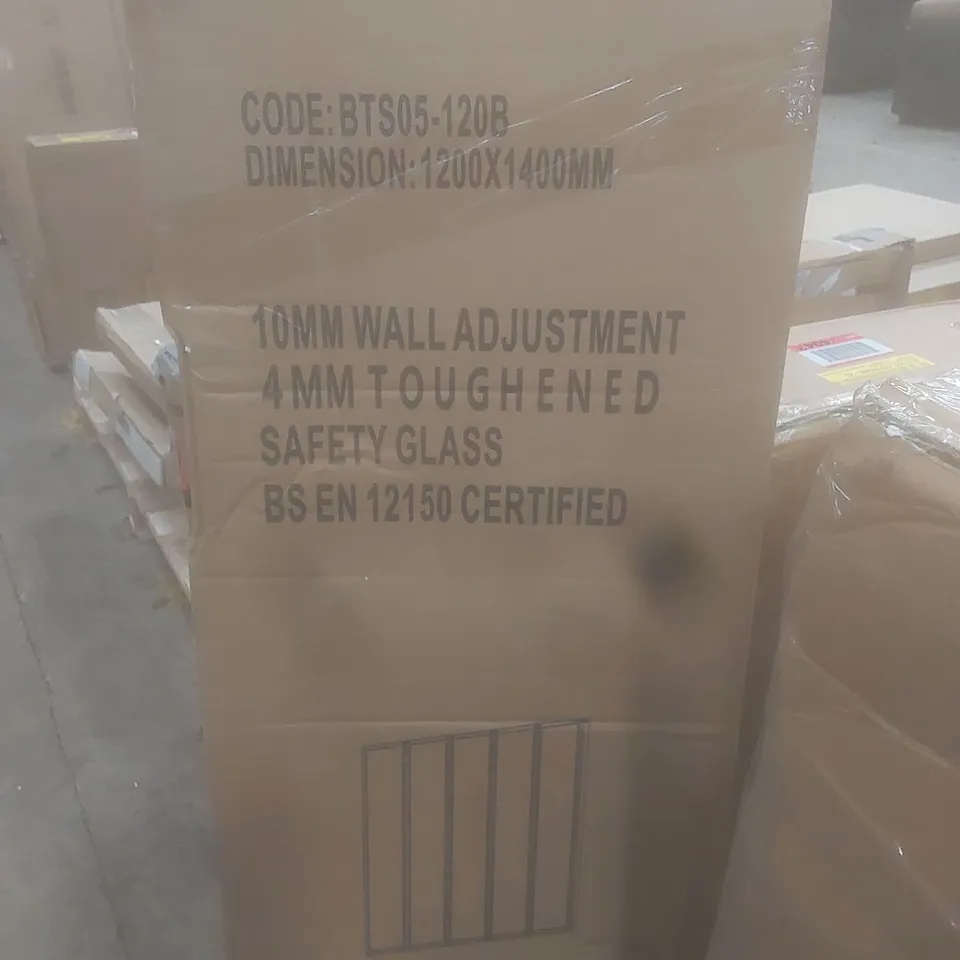 CODE: BTS05-120B
DIMENSION: 1200X1400MM
10MM WALL ADJUSTMENT
4MM TOUGHENED
SAFETY GLASS
BS EN 12150 CERTIFIED